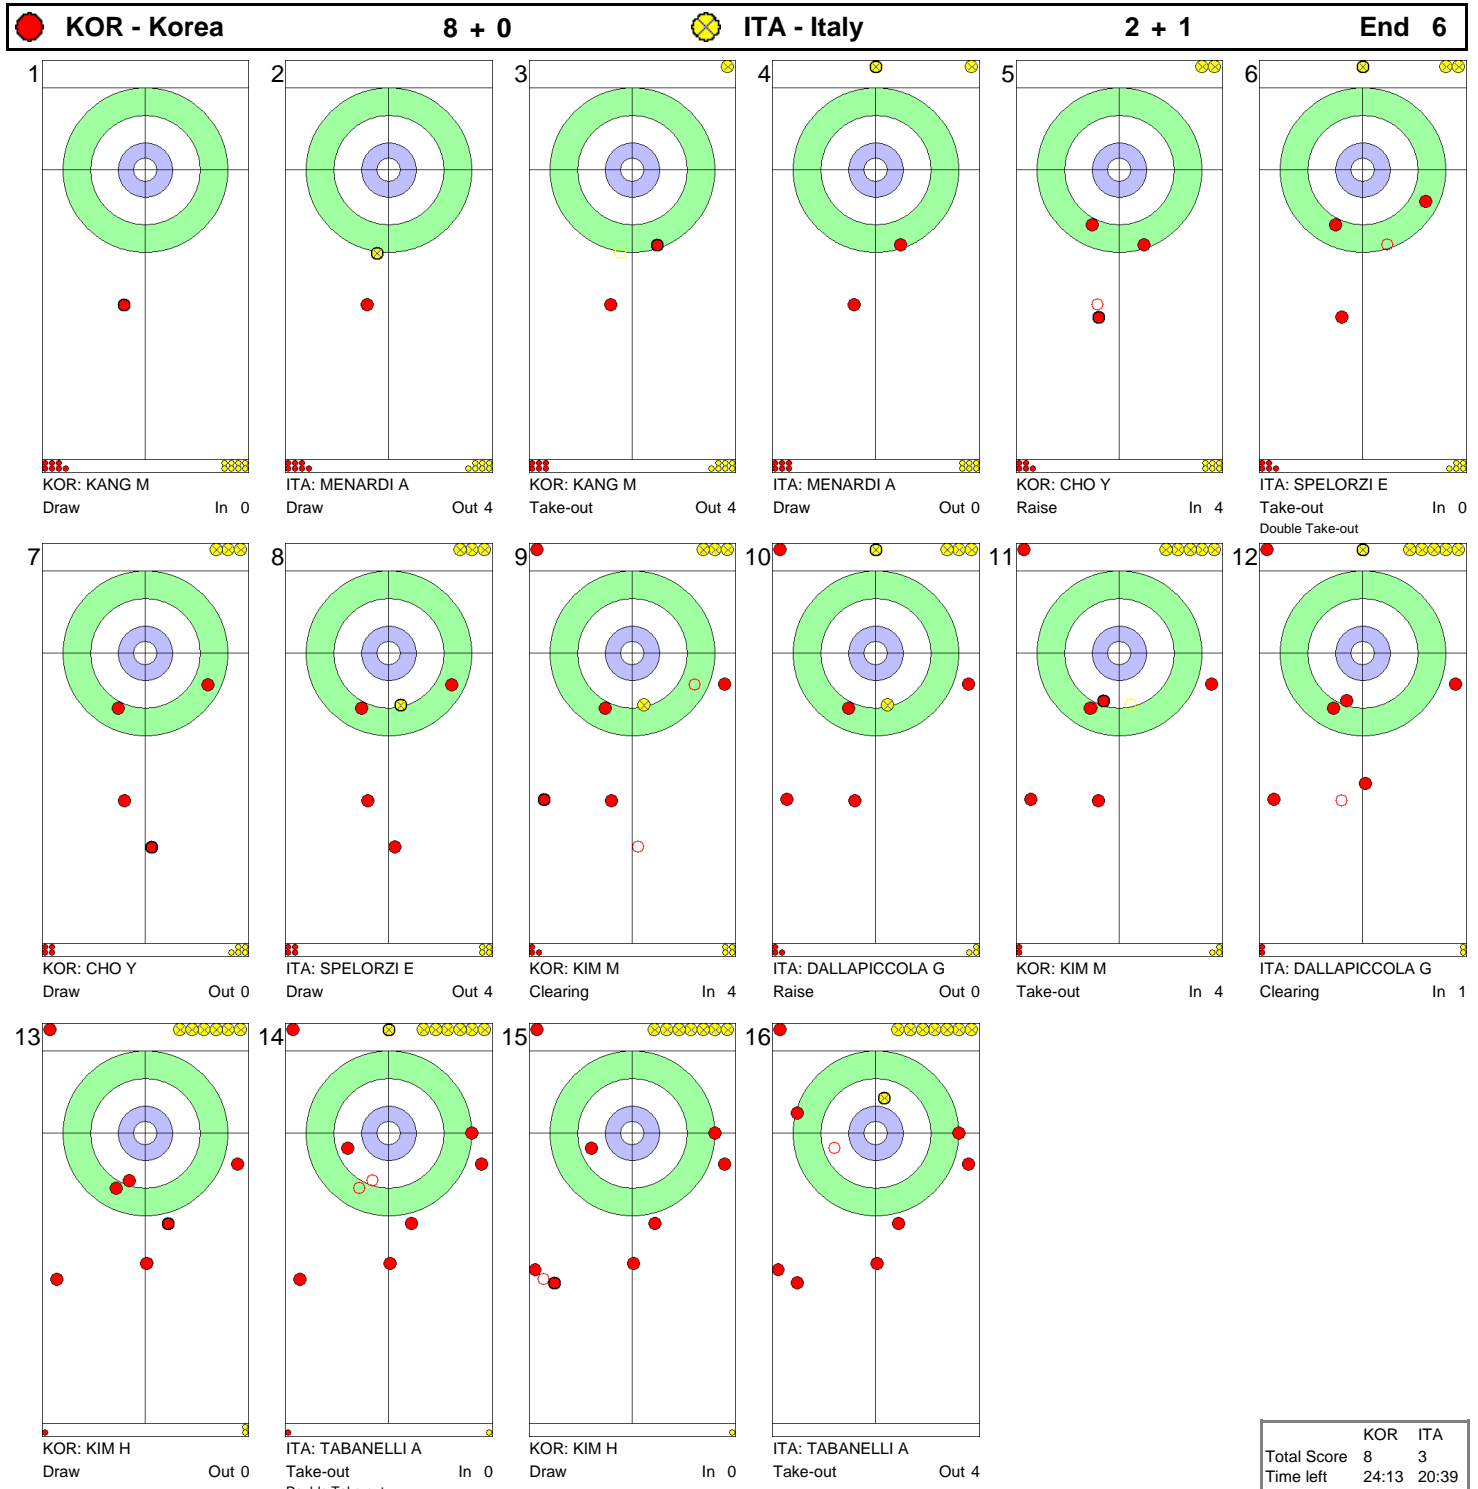 KOR - Korea 8 + 0 ITA - Italy 2 + 1 End 6
1 2 3 4 5 6
KOR: KANG M ITA: MENARDI A KOR: KANG M ITA: MENARDI A KOR: CHO Y ITA: SPELORZI E
Draw In 0 Draw Out 4 Take-out Out 4 Draw Out 0 Raise In 4 Take-out In 0
Double Take-out
7 8 9 10 11 12
KOR: CHO Y ITA: SPELORZI E KOR: KIM M ITA: DALLAPICCOLA G KOR: KIM M ITA: DALLAPICCOLA G
Draw Out 0 Draw Out 4 Clearing In 4 Raise Out 0 Take-out In 4 Clearing In 1
13 14 15 16
KOR: KIM H ITA: TABANELLI A KOR: KIM H ITA: TABANELLI A
Draw Out 0 Take-out In 0 Draw In 0 Take-out Out 4
KOR ITA
Total Score 8 3
Time left 24:13 20:39